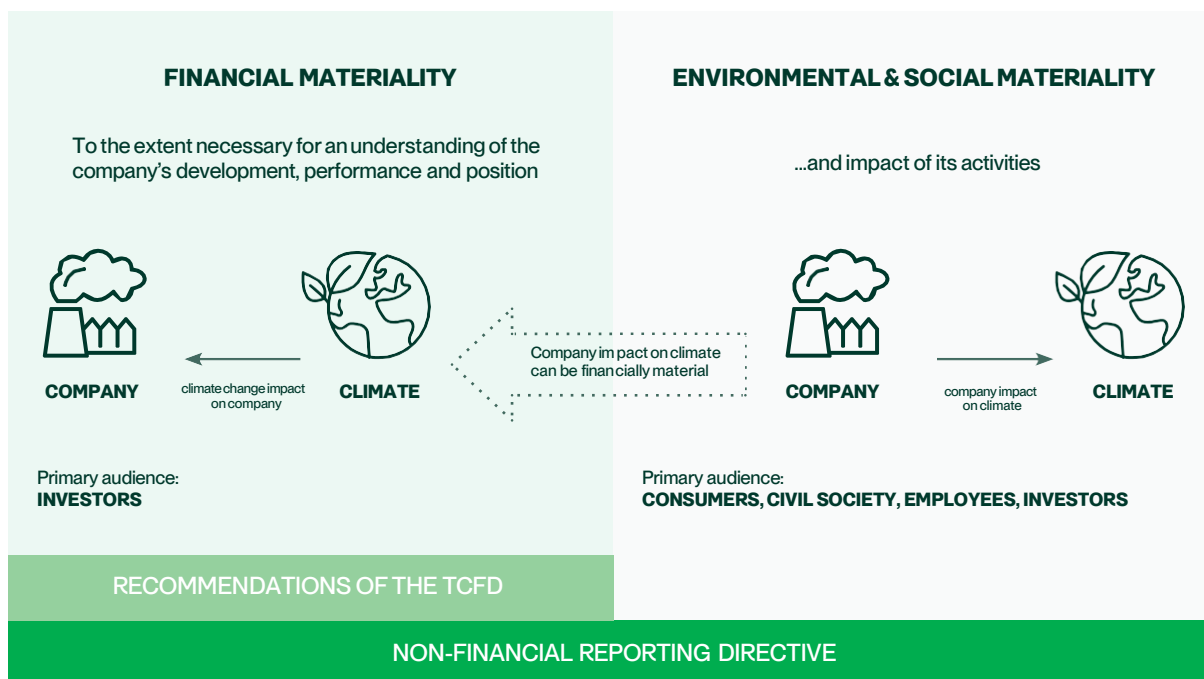 FINANCIAL MATERIALITY
To the extent necessary for an understanding of the
company's development, performance and position
COMPANY
climate change impact
on company
CLIMATE
Primary audience:
INVESTORS
RECOMMENDATIONS OF THE TCFD
Company impact on climate
can be financially material
ENVIRONMENTAL & SOCIAL MATERIALITY
...and impact of its activities
COMPANY
company impact
on climate
CLIMATE
Primary audience:
CONSUMERS, CIVIL SOCIETY, EMPLOYEES, INVESTORS
NON-FINANCIAL REPORTING DIRECTIVE